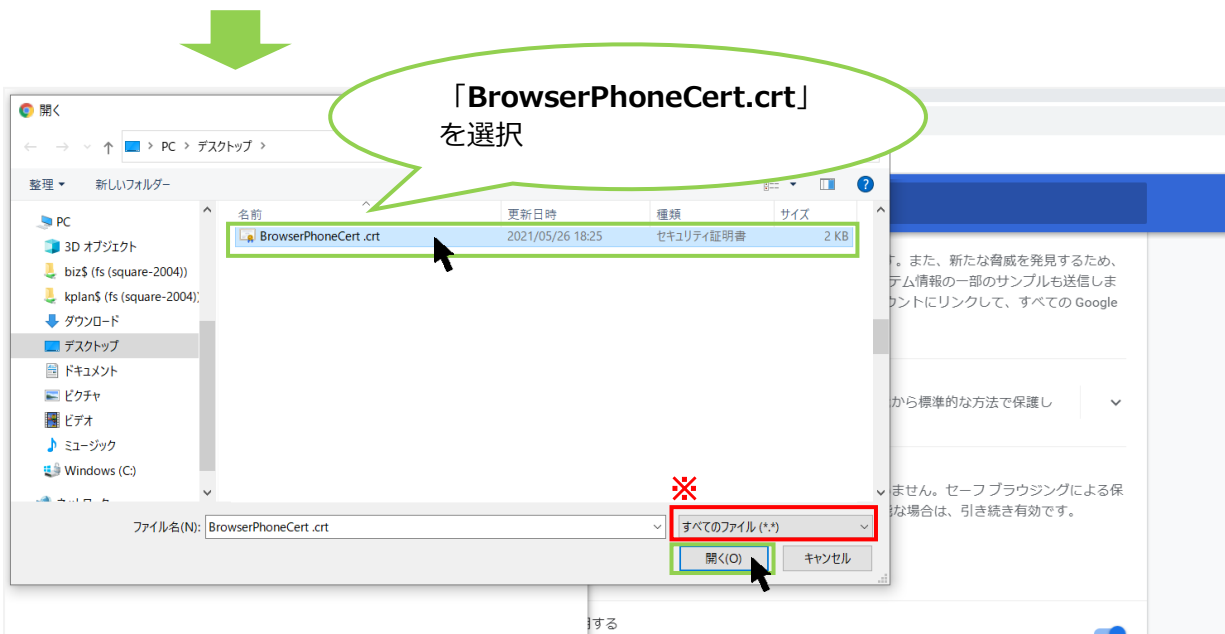 「BrowserPhoneCert.crt」
を選択
開く
PC > デスクトップ >
整理
新しいフォルダー
?
PC
3D オブジェクト
biz$ (fs (square-2004))
kplan$ (fs (square-2004))
ダウンロード
デスクトップ
ドキュメント
ピクチャ
ビデオ
ミュージック
Windows (C:)
名前 更新日時 種類 サイズ
BrowserPhoneCert .crt 2021/05/26 18:25 セキュリティ証明書 2 KB
※
ファイル名(N): BrowserPhoneCert .crt
すべてのファイル (*.*)
開く(O) キャンセル
す。また、新たな脅威を発見するため、
テム情報の一部のサンプルも送信しま
ウントにリンクして、すべての Google
から標準的な方法で保護し
ません。セーフ ブラウジングによる保
な場合は、引き続き有効です。
する